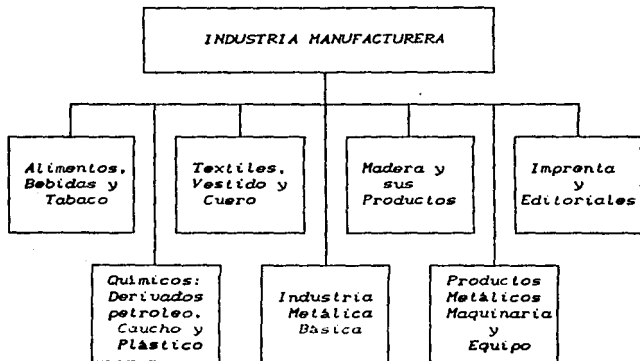 INDUSTRIA MANUFACTURERA
Alimentos,
Bebidas y
Tabaco
Textiles,
Vestido y
Cuero
Madera y
sus
Productos
Imprenta
y
Editoriales
Químicos:
Derivados
petroleo,
Caucho y
Plástico
Industria
Metálica
Básica
Productos
Metálicos
Maquinaria
y
Equipo